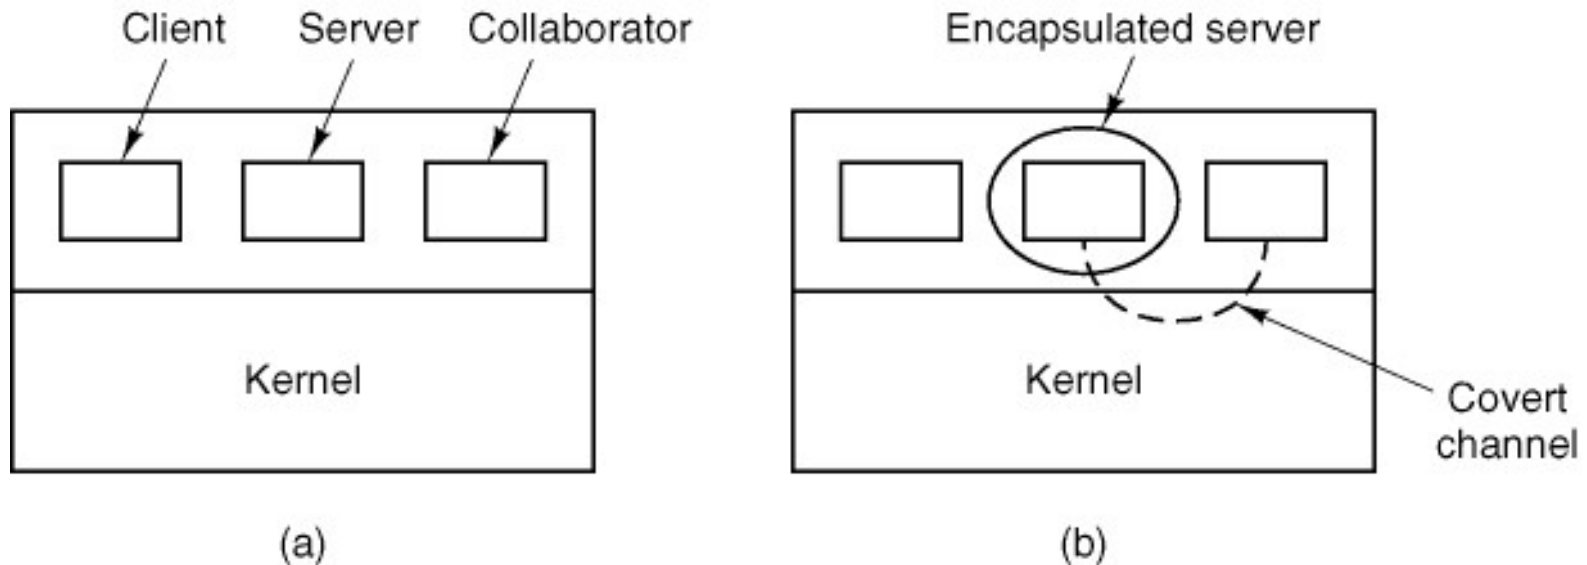 Client Server Collaborator
Encapsulated server
Kernel
Kernel
Covert
channel
(a)
(b)